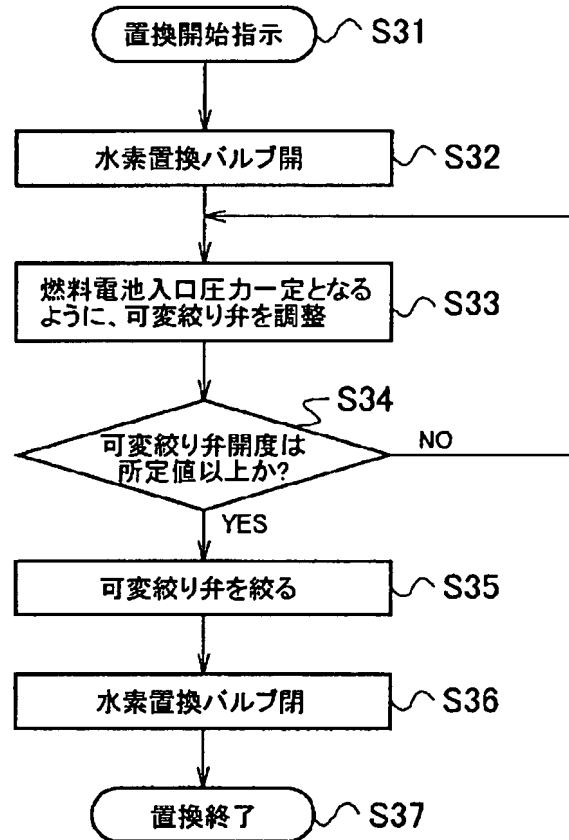 置換開始指示
S31
水素置換バルブ開
S32
燃料電池入口圧力一定となる
ように、可変絞り弁を調整
S33
S34
可変絞り弁開度は
所定値以上か?
NO
YES
可変絞り弁を絞る
S35
水素置換バルブ閉
S36
置換終了
S37